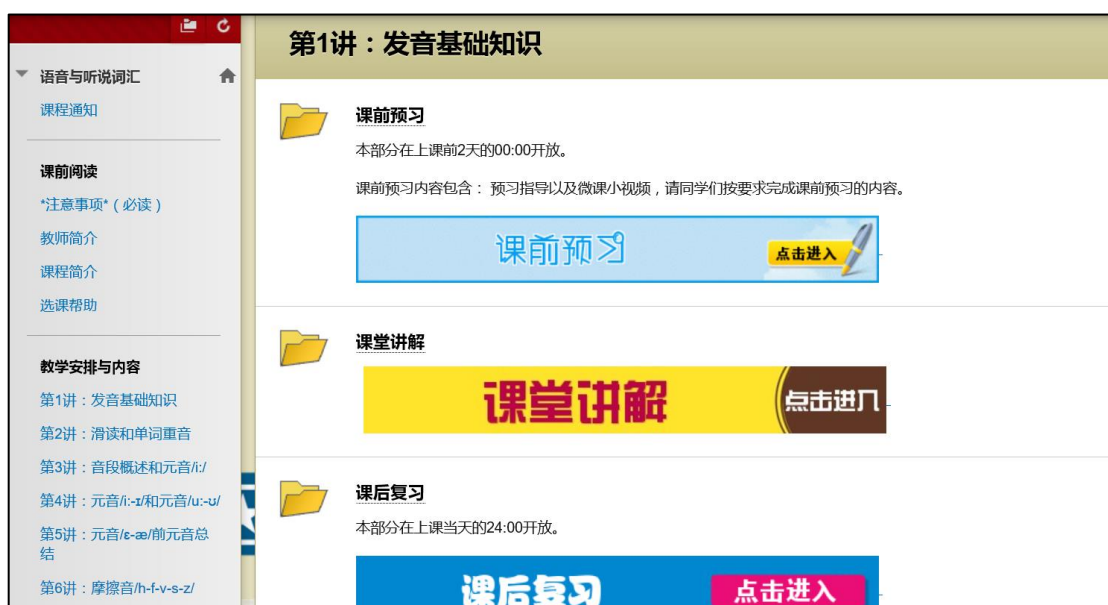 语音与听说词汇
课程通知
课前阅读
*注意事项*（必读）
教师简介
课程简介
选课帮助
教学安排与内容
第1讲：发音基础知识
第2讲：滑读和单词重音
第3讲：音段概述和元音/i:/
第4讲：元音/i:-ɪ/和元音/u:-ʊ/
第5讲：元音/ɛ-æ/前元音总
结
第6讲：摩擦音/h-f-v-s-z/
第1讲：发音基础知识
课前预习
本部分在上课前2天的00:00开放。
课前预习内容包含： 预习指导以及微课小视频，请同学们按要求完成课前预习的内容。
课前预习
点击进入
课堂讲解
课堂讲解
点击进入
课后复习
本部分在上课当天的24:00开放。
课后复习
点击进入